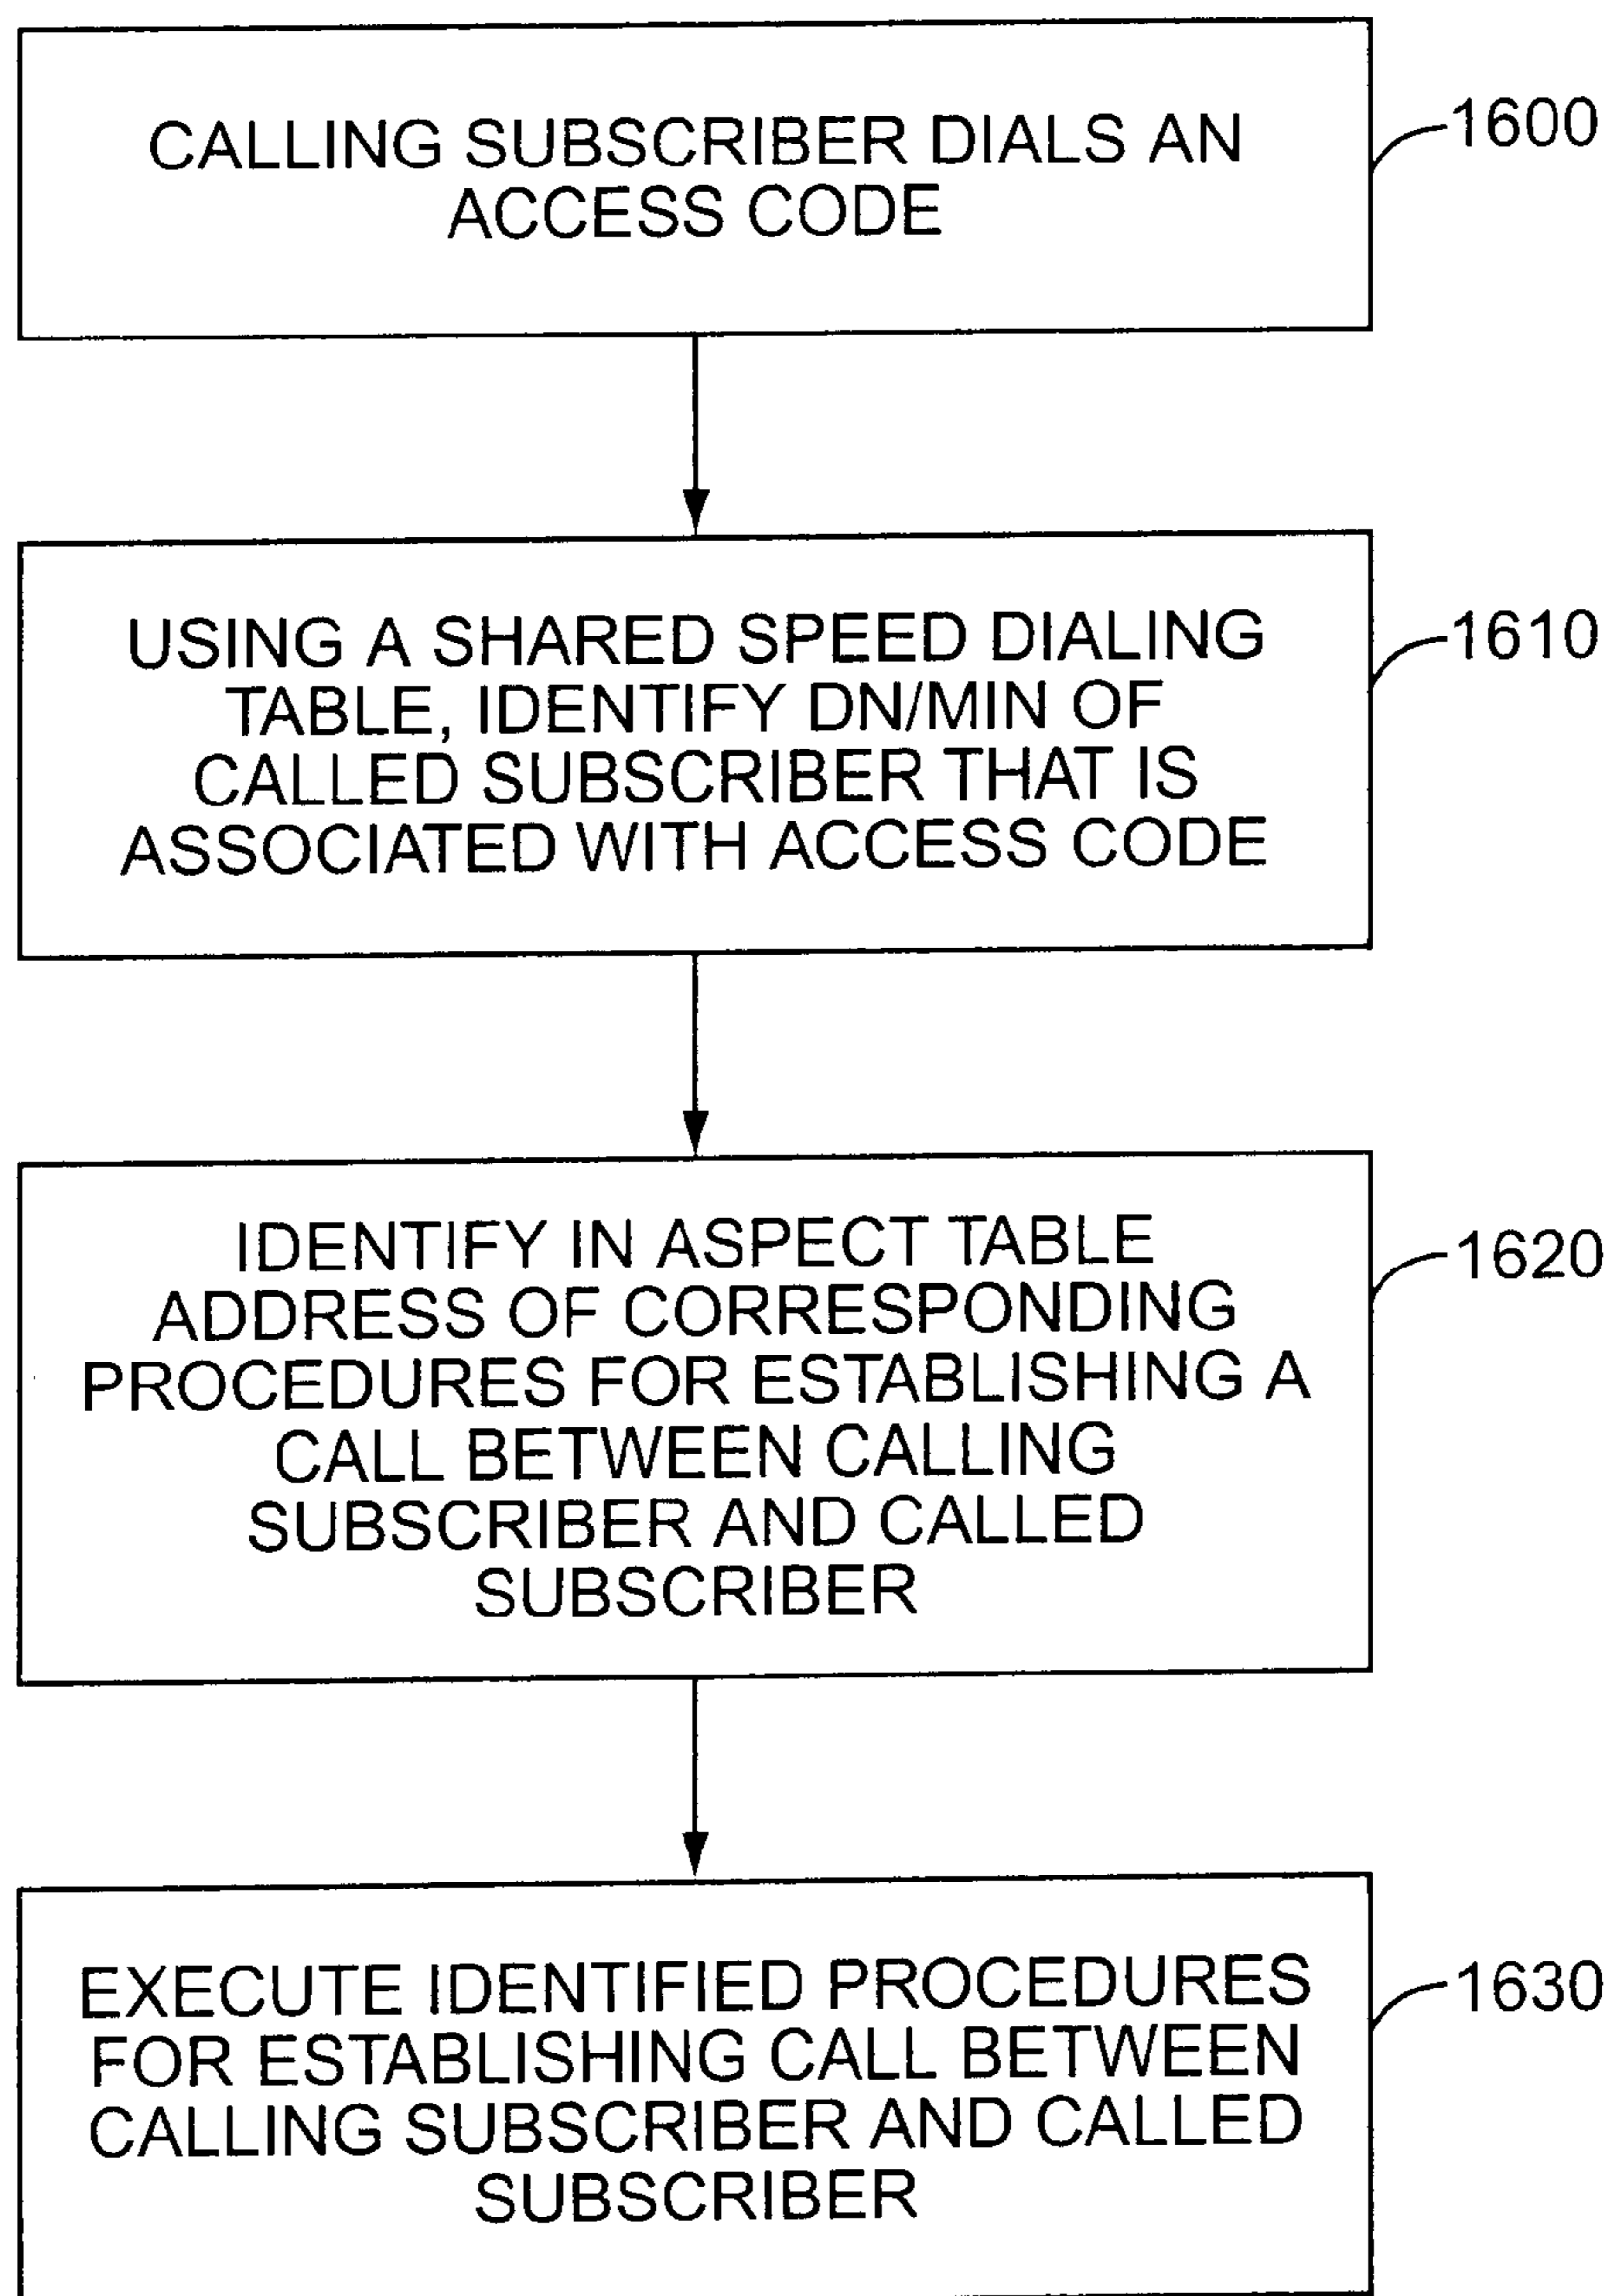 CALLING SUBSCRIBER DIALS AN
ACCESS CODE
1600
USING A SHARED SPEED DIALING
TABLE, IDENTIFY DN/MIN OF
CALLED SUBSCRIBER THAT IS
ASSOCIATED WITH ACCESS CODE
1610
IDENTIFY IN ASPECT TABLE
ADDRESS OF CORRESPONDING
PROCEDURES FOR ESTABLISHING A
CALL BETWEEN CALLING
SUBSCRIBER AND CALLED
SUBSCRIBER
1620
EXECUTE IDENTIFIED PROCEDURES
FOR ESTABLISHING CALL BETWEEN
CALLING SUBSCRIBER AND CALLED
SUBSCRIBER
1630